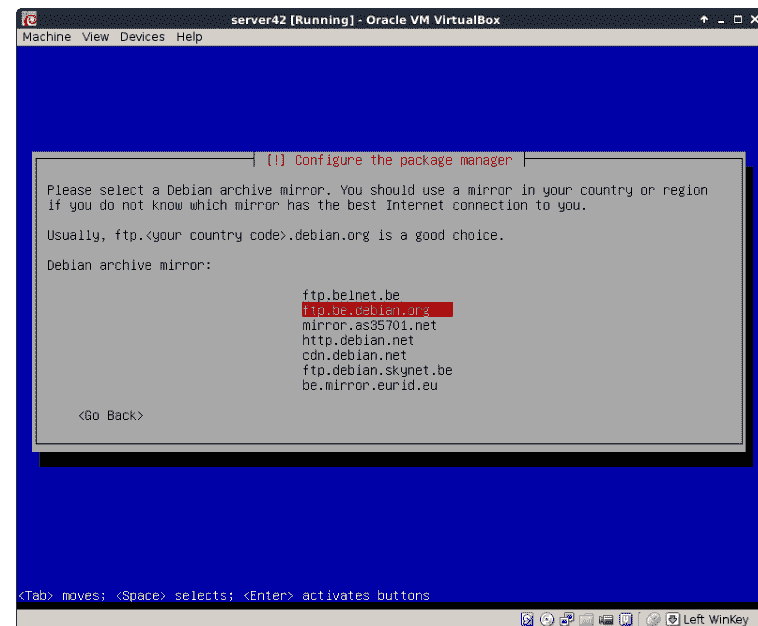 server42 [Running] - Oracle VM VirtualBox
Machine View Devices Help
[!] Configure the package manager
Please select a Debian archive mirror. You should use a mirror in your country or region
if you do not know which mirror has the best Internet connection to you.
Usually, ftp.<your country code>.debian.org is a good choice.
Debian archive mirror:
ftp.belnet.be
ftp.be.debian.org
mirror.as35701.net
http.debian.net
cdn.debian.net
ftp.debian.skynet.be
be.mirror.eurid.eu
<Go Back>
<Tab> moves; <Space> selects; <Enter> activates buttons
Left WinKey